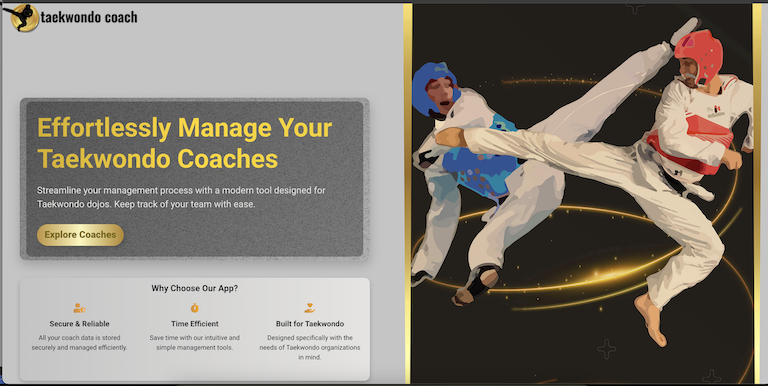 taekwondo coach
Effortlessly Manage Your
Taekwondo Coaches
Streamline your management process with a modern tool designed for
Taekwondo dojos. Keep track of your team with ease.
Explore Coaches
Why Choose Our App?
Secure & Reliable
All your coach data is stored
securely and managed efficiently.
Time Efficient
Save time with our intuitive and
simple management tools.
Built for Taekwondo
Designed specifically with the
needs of Taekwondo organizations
in mind.